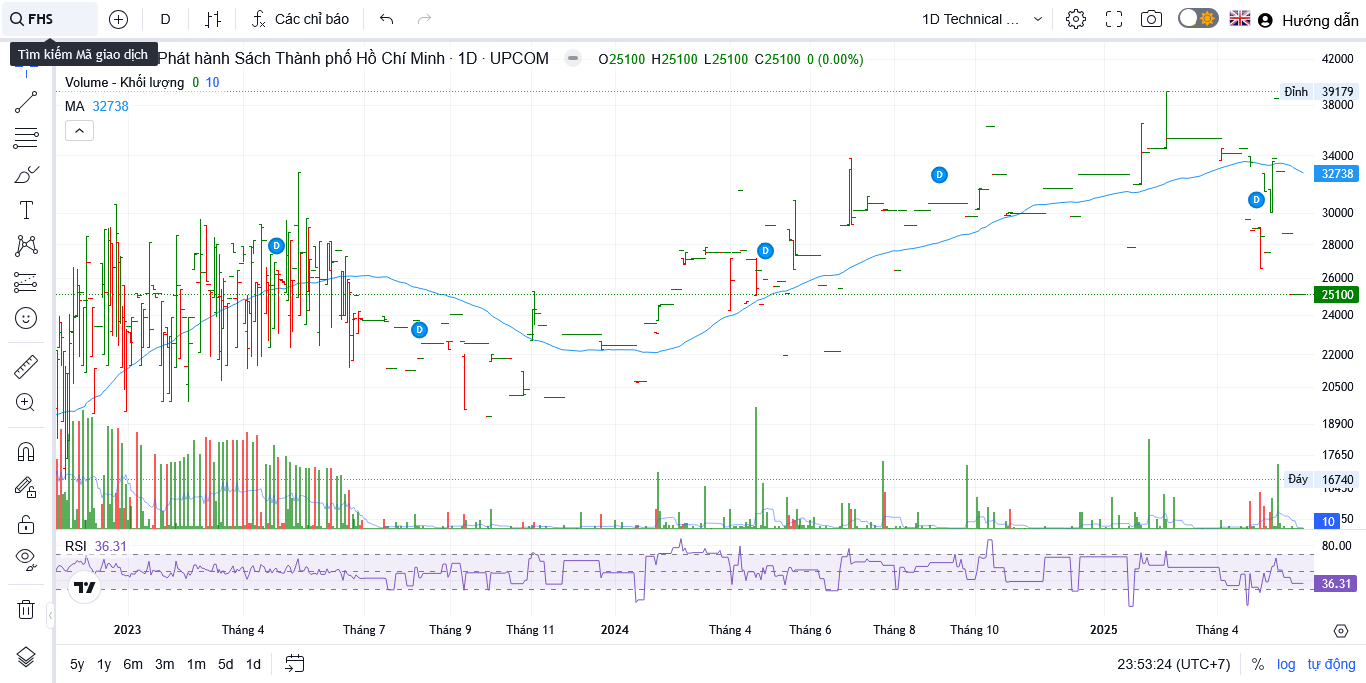 FHS D Các chỉ báo 1D Technical ... Hướng dẫn
Tìm kiếm Mã giao dịch
Phát hành Sách Thành phố Hồ Chí Minh · 1D · UPCOM O25100 H25100 L25100 C25100 0 (0.00%)
Volume - Khối lượng 0 10
MA 32738
42000
Đỉnh 39179
38000
34000
32738
30000
28000
26000
25100
24000
22000
20500
18900
17650
Đáy 16740
10
50
D
D
D
D
D
RSI 36.31
80.00
36.31
2023 Tháng 4 Tháng 7 Tháng 9 Tháng 11 2024 Tháng 4 Tháng 6 Tháng 8 Tháng 10 2025 Tháng 4
5y 1y 6m 3m 1m 5d 1d 23:53:24 (UTC+7) % log tự động